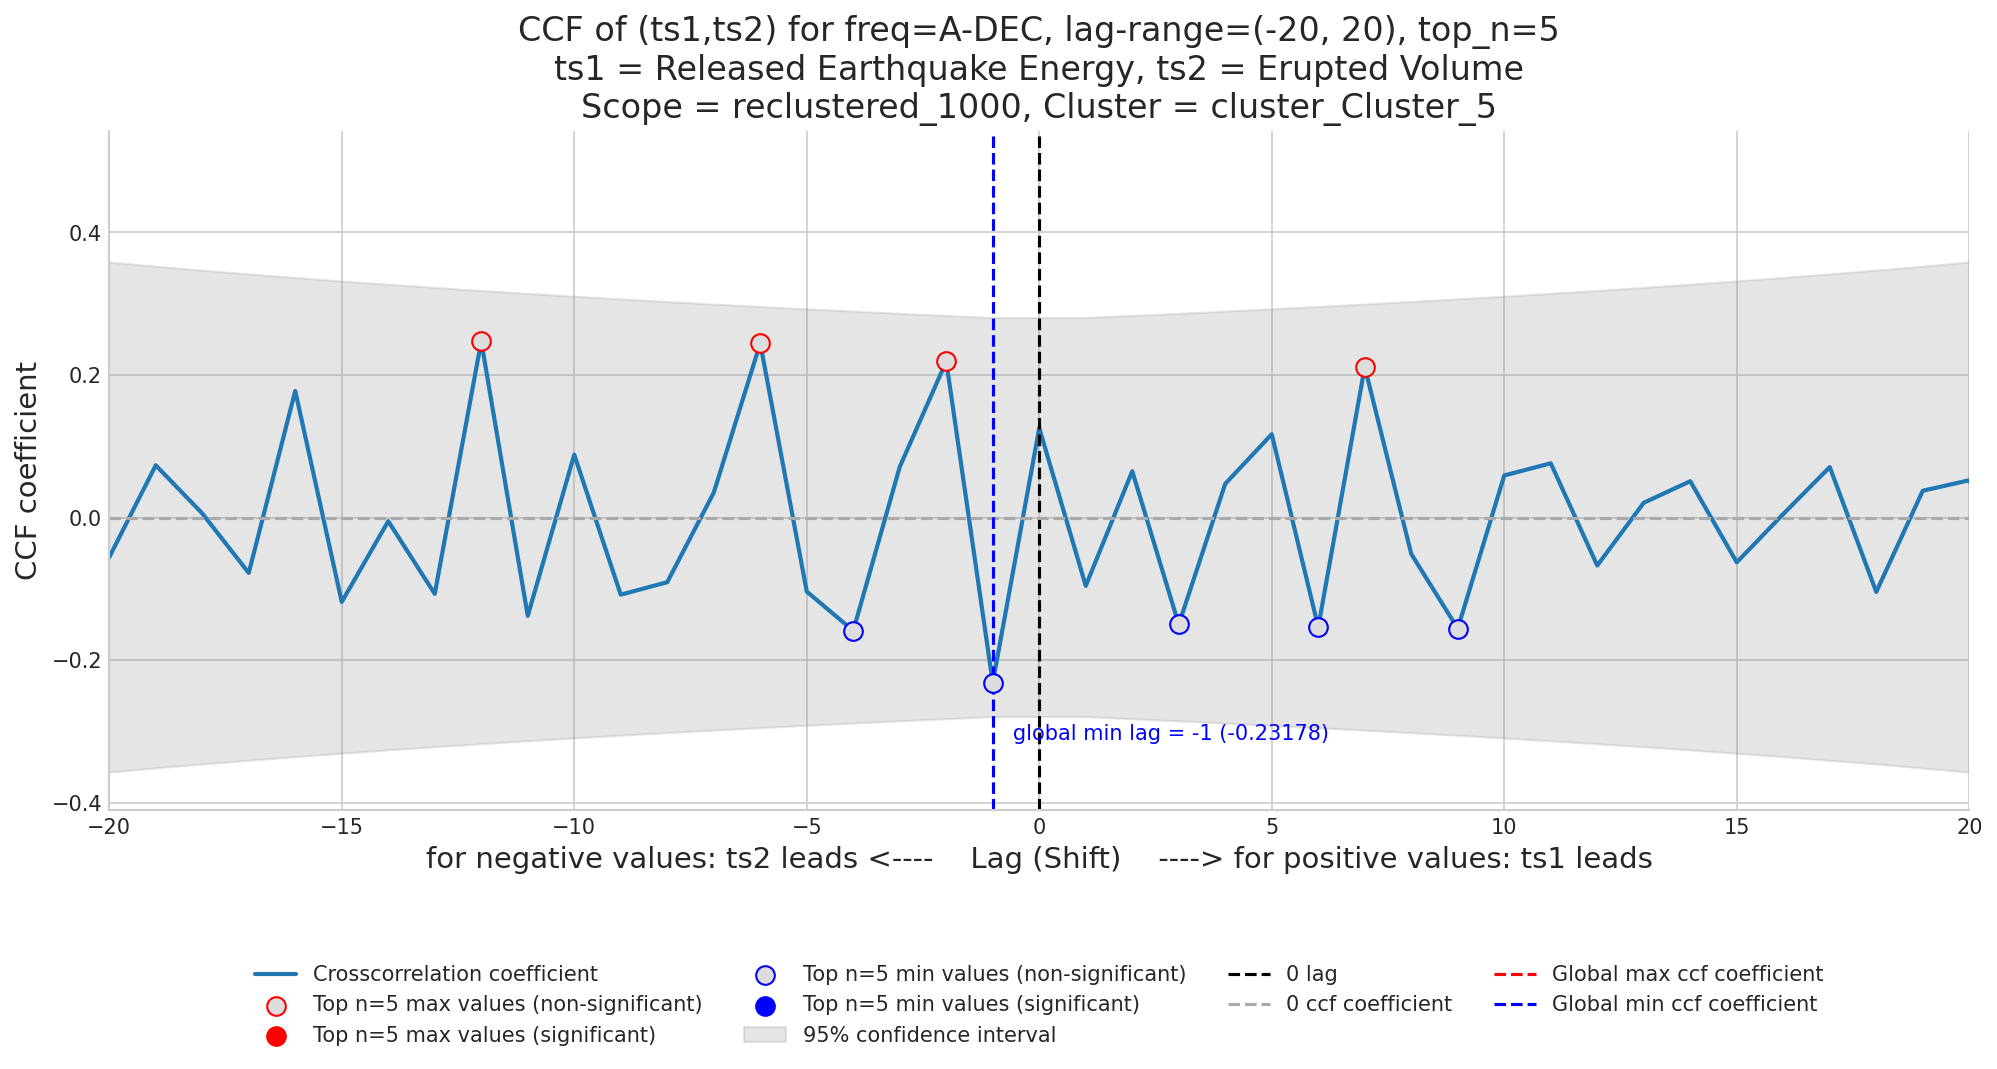 CCF of (ts1,ts2) for freq=A-DEC, lag-range=(-20, 20), top_n=5
ts1 = Released Earthquake Energy, ts2 = Erupted Volume
Scope = reclustered_1000, Cluster = cluster_Cluster_5
CCF coefficient
0.4
0.2
0.0
−0.2
−0.4
global min lag = -1 (-0.23178)
−20
−15
−10
−5
0
5
10
15
20
for negative values: ts2 leads <---- Lag (Shift) ----> for positive values: ts1 leads
Crosscorrelation coefficient
Top n=5 max values (non-significant)
Top n=5 max values (significant)
Top n=5 min values (non-significant)
Top n=5 min values (significant)
95% confidence interval
0 lag
0 ccf coefficient
Global max ccf coefficient
Global min ccf coefficient